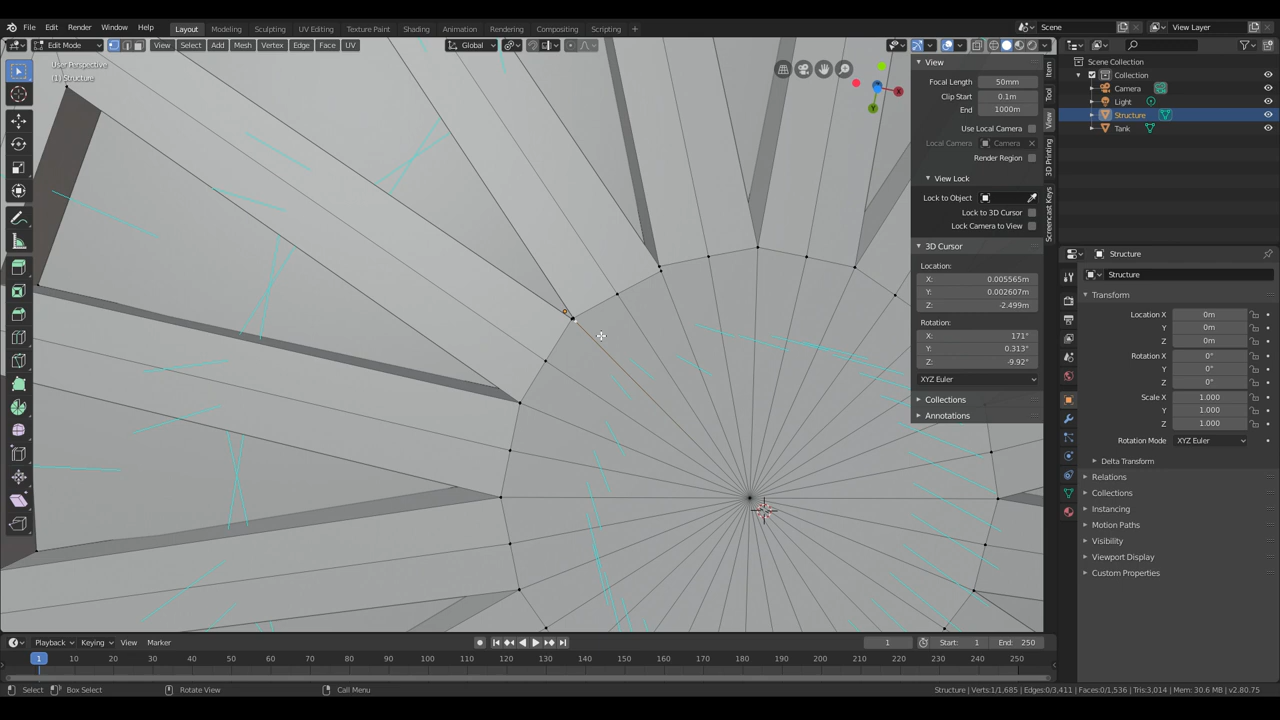 File Edit Render Window Help Layout Modeling Sculpting UV Editing Texture Paint Shading Animation Rendering Compositing Scripting Scene View Layer
Edit Mode View Select Add Mesh Vertex Edge Face UV Global
User Perspective
(1) Structure
View
Focal Length 50mm
Clip Start 0.1m
End 1000m
Use Local Camera
Local Camera Camera
Render Region
View Lock
Lock to Object
Lock to 3D Cursor
Lock Camera to View
3D Cursor
Location:
X: 0.005565m
Y: 0.002607m
Z: -2.499m
Rotation:
X: 171°
Y: 0.313°
Z: -9.92°
XYZ Euler
Collections
Annotations
Item
Tool
View
3D Printing
Screencast Keys
Scene Collection
Collection
Camera
Light
Structure
Tank
Structure
Structure
Transform
Location X 0m
Y 0m
Z 0m
Rotation X 0°
Y 0°
Z 0°
Scale X 1.000
Y 1.000
Z 1.000
Rotation Mode XYZ Euler
Delta Transform
Relations
Collections
Instancing
Motion Paths
Visibility
Viewport Display
Custom Properties
Playback Keying View Marker 1 Start: 1 End: 250
1 10 20 30 40 50 60 70 80 90 100 110 120 130 140 150 160 170 180 190 200 210 220 230 240 250
Select Box Select Rotate View Call Menu Structure | Verts:1/1,685 | Edges:0/3,411 | Faces:0/1,536 | Tris:3,014 | Mem: 30.6 MB | v2.80.75